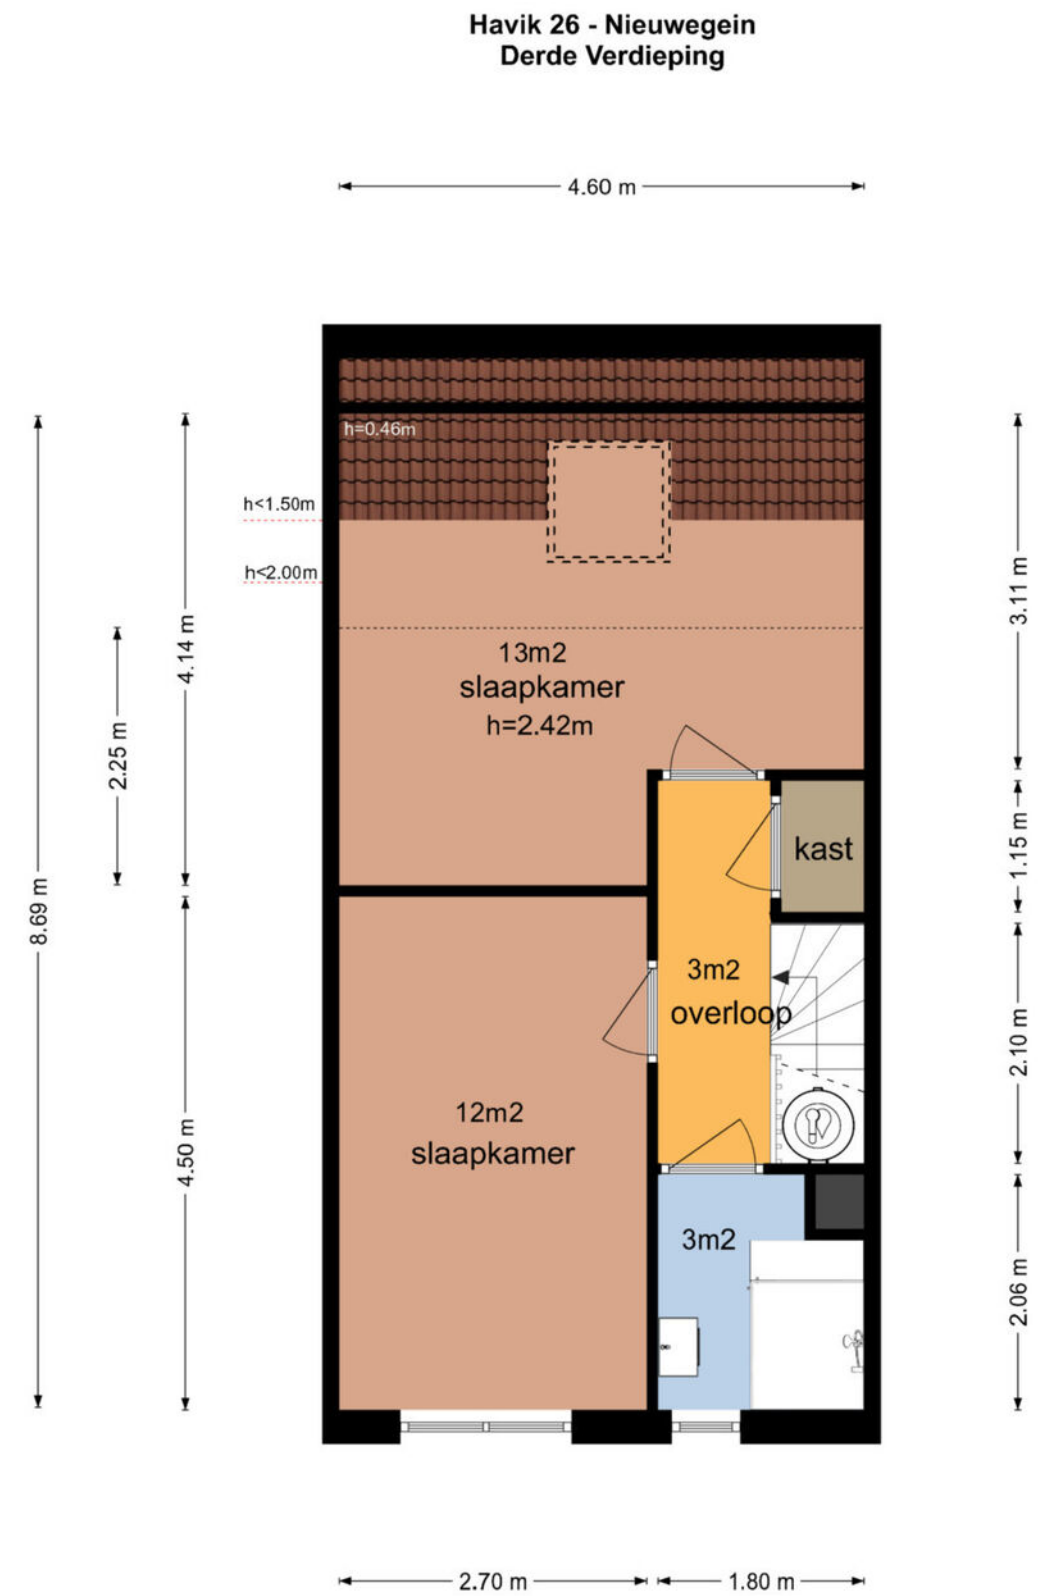 Havik 26 - Nieuwegein
Derde Verdieping
4.60 m
h=0.46m
h<1.50m
h<2.00m
13m2
slaapkamer
h=2.42m
3.11 m
4.14 m
2.25 m
8.69 m
kast
1.15 m
3m2
overloop
2.10 m
12m2
slaapkamer
4.50 m
3m2
2.06 m
2.70 m
1.80 m